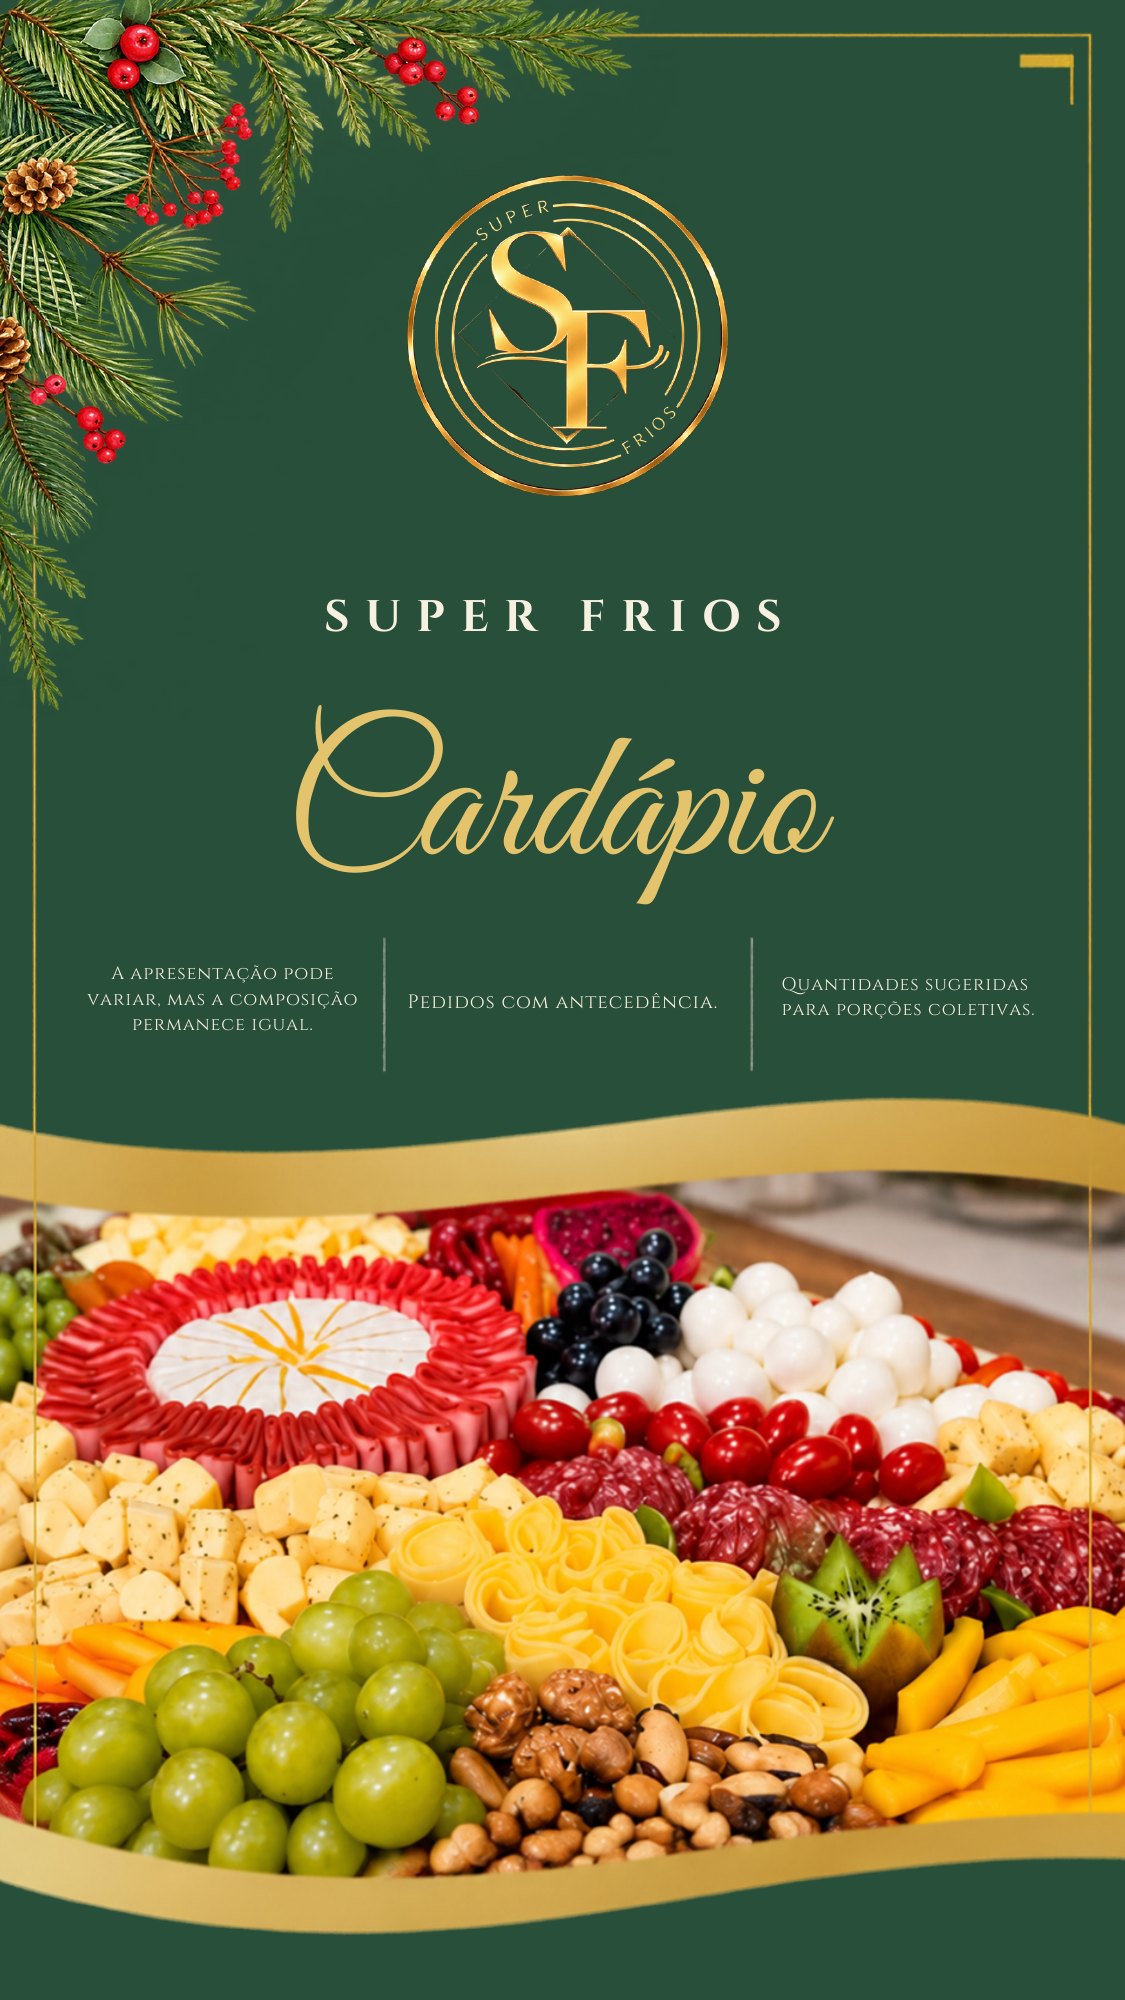 SUPER
SF
FRIOS
SUPER FRIOS
Cardápio
A APRESENTAÇÃO PODE
VARIAR, MAS A COMPOSIÇÃO
PERMANECE IGUAL.
PEDIDOS COM ANTECEDÊNCIA.
QUANTIDADES SUGERIDAS
PARA PORÇÕES COLETIVAS.